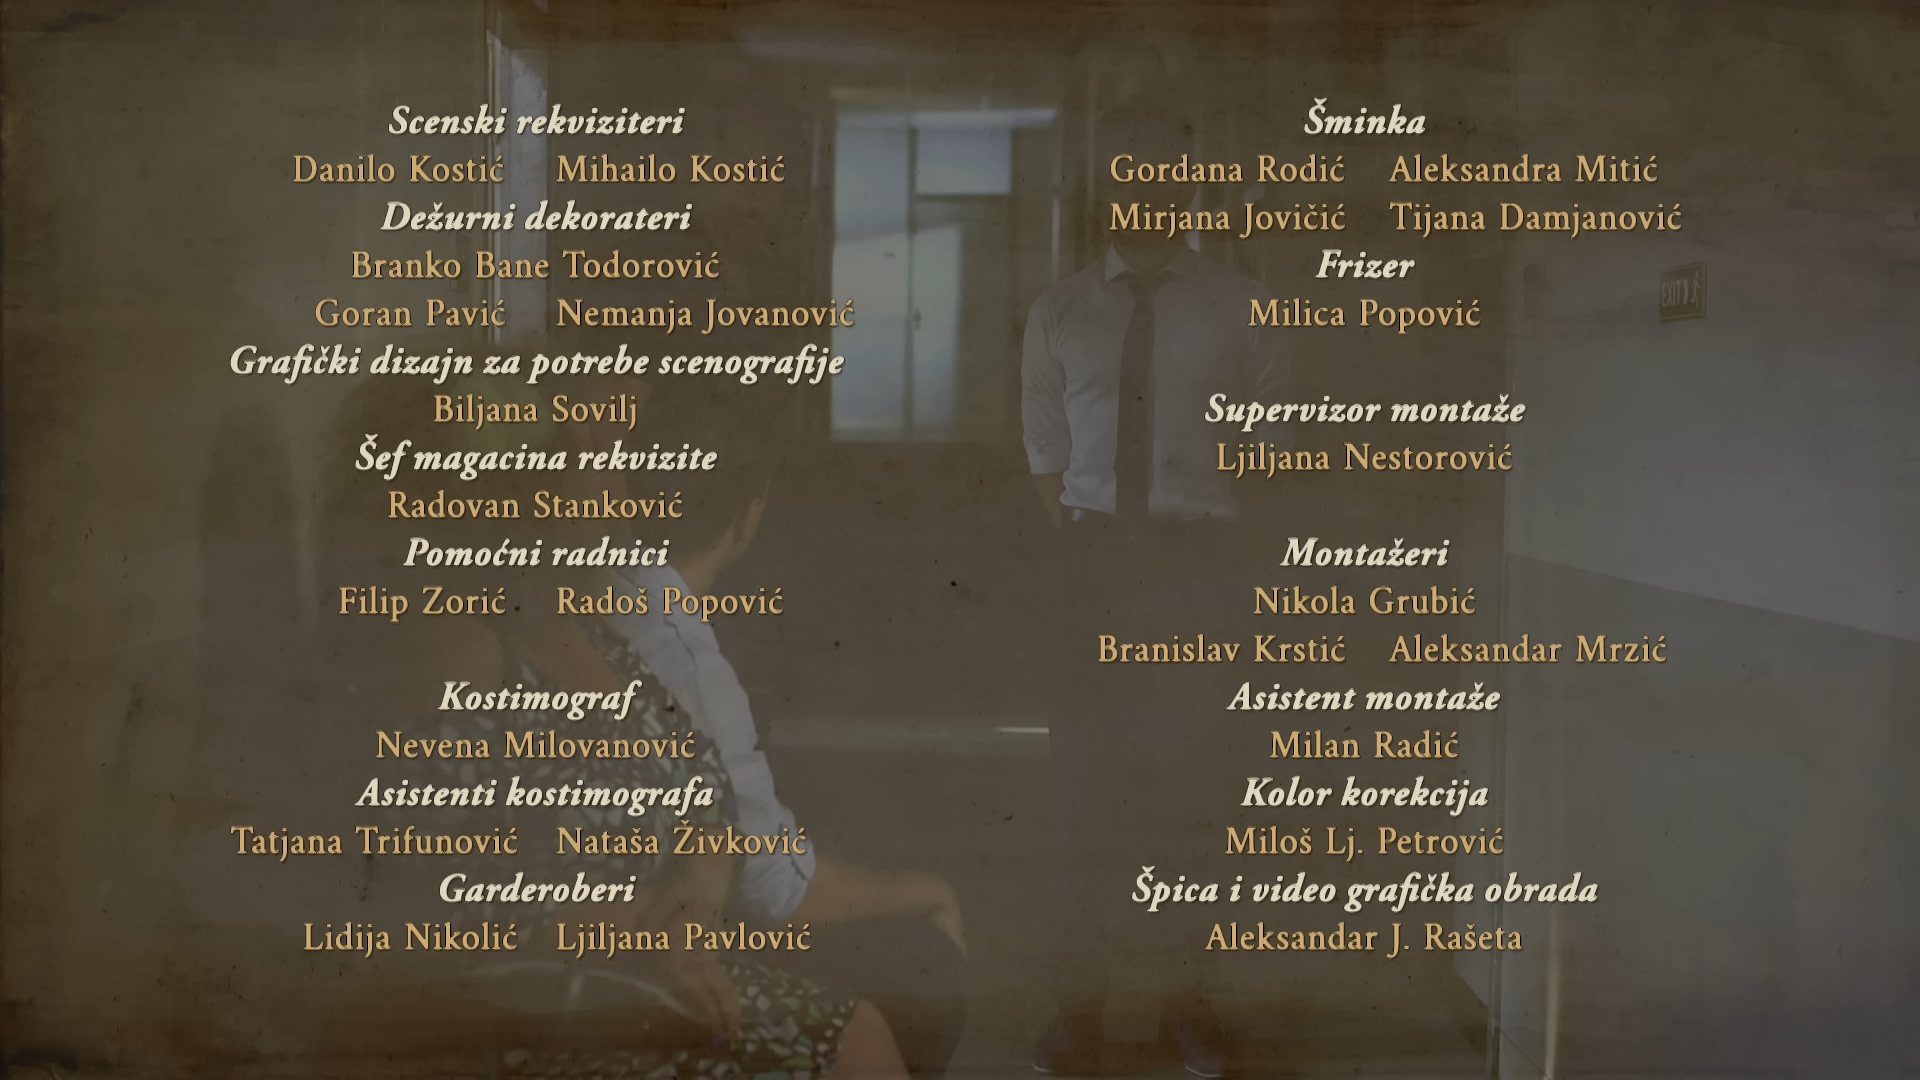 Scenski rekviziteri
Danilo Kostić Mihailo Kostić
Dežurni dekorateri
Branko Bane Todorović
Goran Pavić Nemanja Jovanović
Grafički dizajn za potrebe scenografije
Biljana Sovilj
Šef magacina rekvizite
Radovan Stanković
Pomoćni radnici
Filip Zorić Radoš Popović
Kostimograf
Nevena Milovanović
Asistenti kostimografa
Tatjana Trifunović Nataša Živković
Garderoberi
Lidija Nikolić Ljiljana Pavlović
Šminka
Gordana Rodić Aleksandra Mitić
Mirjana Jovičić Tijana Damjanović
Frizer
Milica Popović
Supervizor montaže
Ljiljana Nestorović
Montažeri
Nikola Grubić
Branislav Krstić Aleksandar Mrzić
Asistent montaže
Milan Radić
Kolor korekcija
Miloš Lj. Petrović
Špica i video grafička obrada
Aleksandar J. Rašeta
EXIT